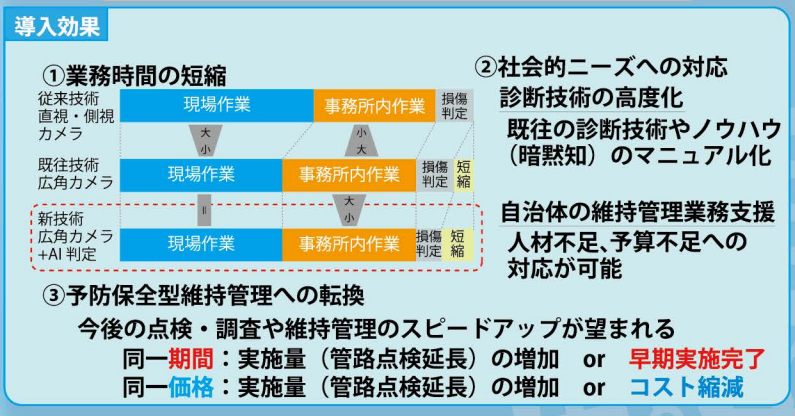 導入効果
①業務時間の短縮
従来技術
直視・側視
カメラ
現場作業
事務所内作業
損傷
判定
大
小
小
大
既往技術
広角カメラ
現場作業
事務所内作業
損傷
判定
短
縮
=
大
小
新技術
広角カメラ
+AI 判定
現場作業
事務所内作業
損傷
判定
短
縮
②社会的ニーズへの対応
診断技術の高度化
既往の診断技術やノウハウ
（暗黙知）のマニュアル化
自治体の維持管理業務支援
人材不足、予算不足への
対応が可能
③予防保全型維持管理への転換
今後の点検・調査や維持管理のスピードアップが望まれる
同一期間：実施量（管路点検延長）の増加 or 早期実施完了
同一価格：実施量（管路点検延長）の増加 or コスト縮減